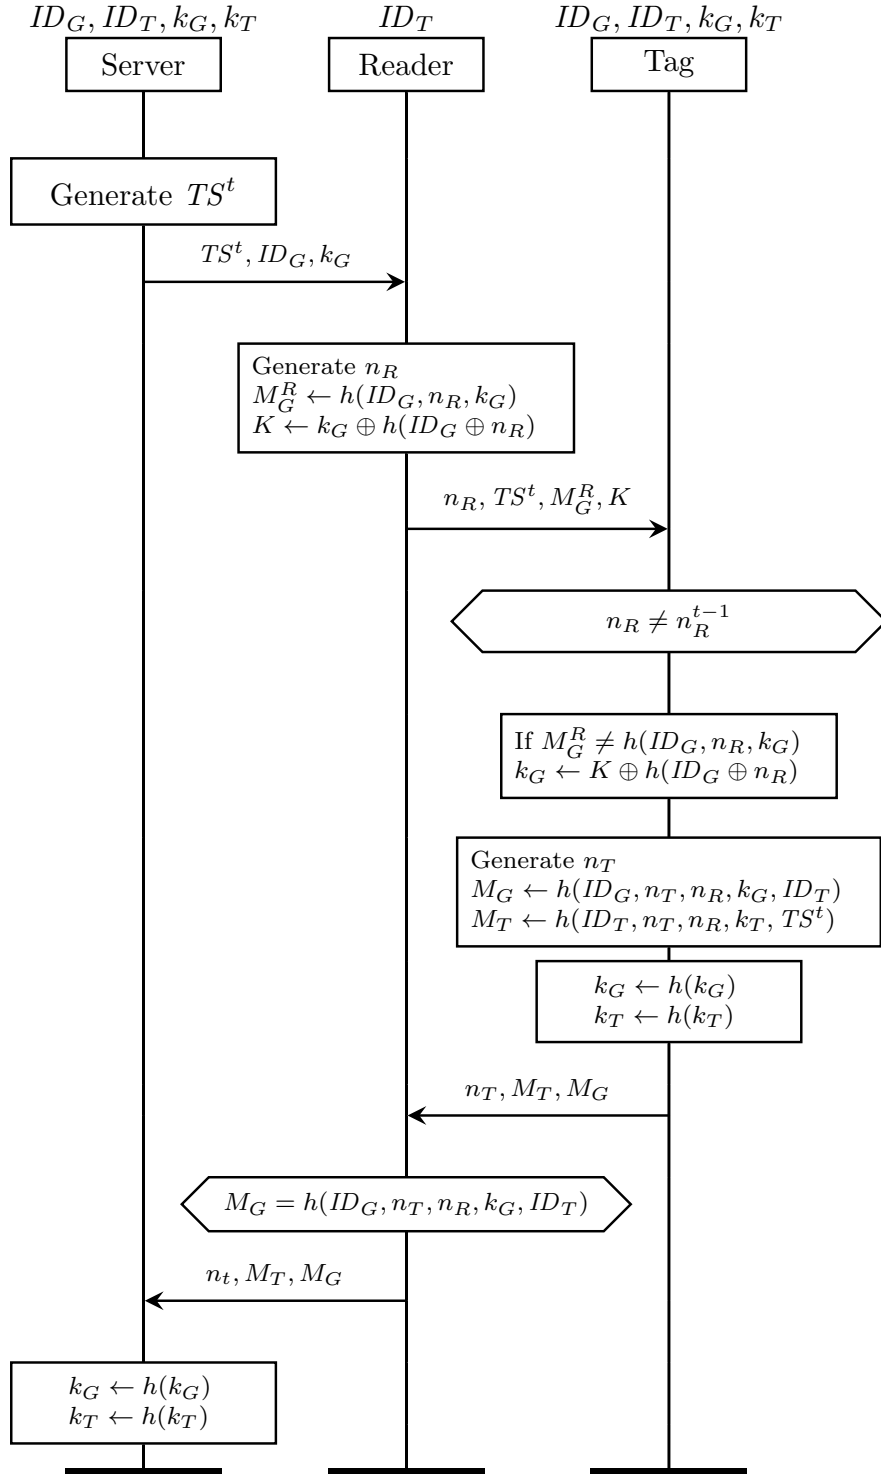 ID_G, ID_T, k_G, k_T
ID_T
ID_G, ID_T, k_G, k_T
Server
Reader
Tag
Generate TS^t
TS^t, ID_G, k_G
Generate n_R
M_G^R ← h(ID_G, n_R, k_G)
K ← k_G ⊕ h(ID_G ⊕ n_R)
n_R, TS^t, M_G^R, K
n_R ≠ n_R^{t−1}
If M_G^R ≠ h(ID_G, n_R, k_G)
k_G ← K ⊕ h(ID_G ⊕ n_R)
Generate n_T
M_G ← h(ID_G, n_T, n_R, k_G, ID_T)
M_T ← h(ID_T, n_T, n_R, k_T, TS^t)
k_G ← h(k_G)
k_T ← h(k_T)
n_T, M_T, M_G
M_G = h(ID_G, n_T, n_R, k_G, ID_T)
n_t, M_T, M_G
k_G ← h(k_G)
k_T ← h(k_T)